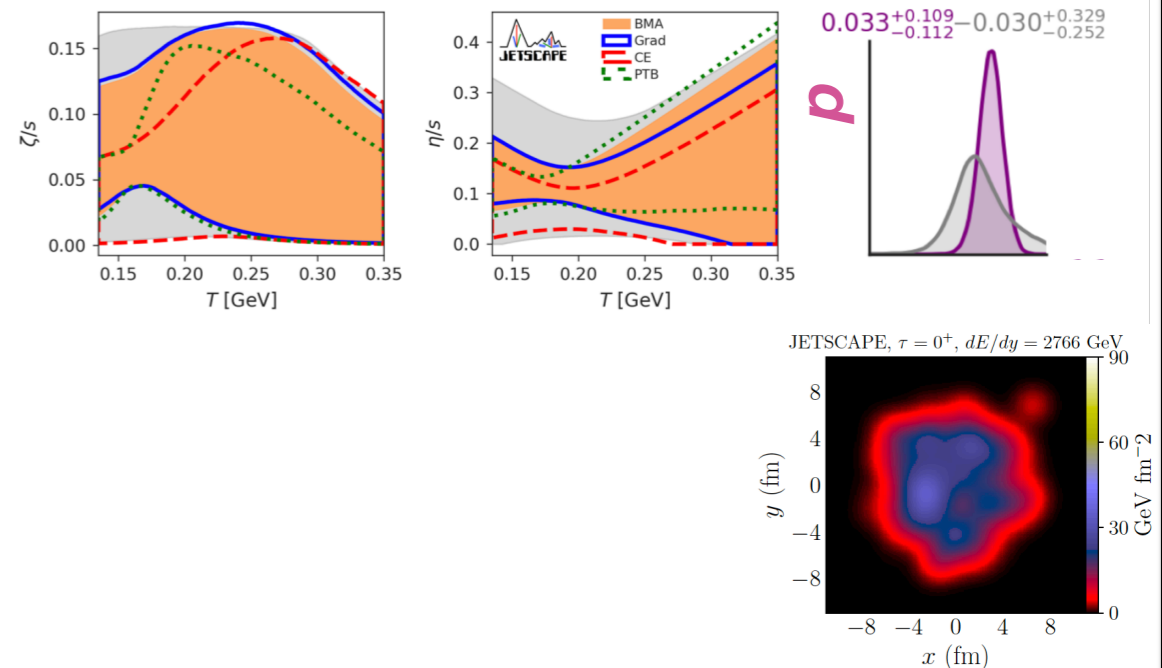 0.15
0.10
0.05
0.00
ζ/s
0.15 0.20 0.25 0.30 0.35
T [GeV]
JETSCAPE
BMA
Grad
CE
PTB
0.4
0.3
0.2
0.1
0.0
η/s
0.15 0.20 0.25 0.30 0.35
T [GeV]
0.033+0.109−0.112 −0.030+0.329−0.252
p
JETSCAPE, τ = 0+, dE/dy = 2766 GeV
8
4
0
−4
−8
y (fm)
−8 −4 0 4 8
x (fm)
90
60
30
0
GeV fm−2